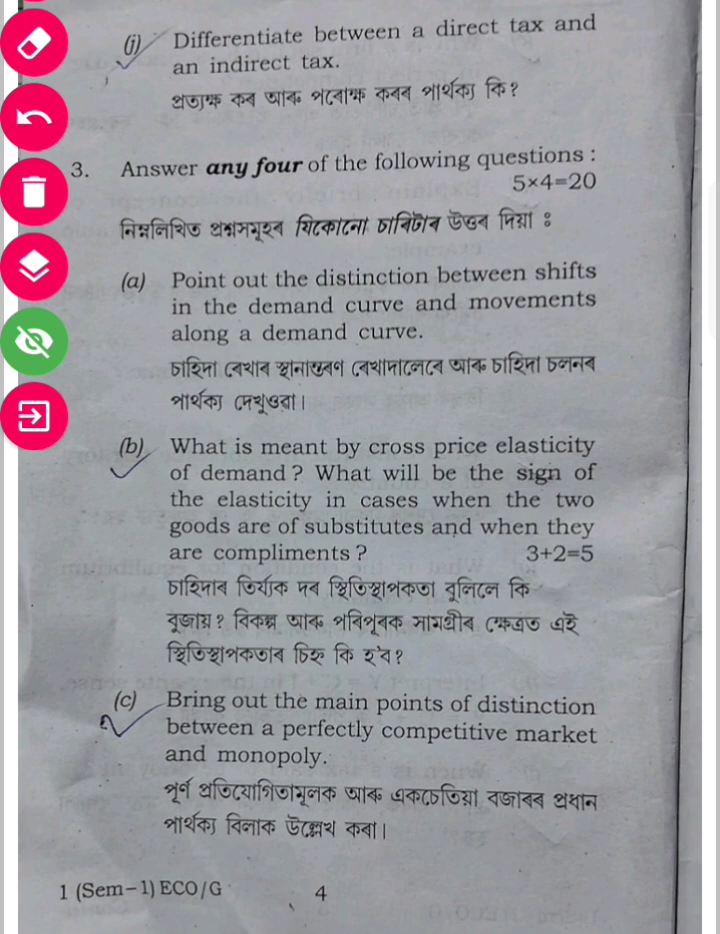 (j) Differentiate between a direct tax and
an indirect tax.
প্ৰত্যক্ষ কৰ আৰু পৰোক্ষ কৰৰ পাৰ্থক্য কি?
3. Answer any four of the following questions :
5×4=20
নিম্নলিখিত প্ৰশ্নসমূহৰ যিকোনো চাৰিটাৰ উত্তৰ দিয়া ঃ
(a) Point out the distinction between shifts
in the demand curve and movements
along a demand curve.
চাহিদা ৰেখাৰ স্থানান্তৰণ ৰেখাদালেৰে আৰু চাহিদা চলনৰ
পাৰ্থক্য দেখুওৱা।
(b) What is meant by cross price elasticity
of demand? What will be the sign of
the elasticity in cases when the two
goods are of substitutes and when they
are compliments?
3+2=5
চাহিদাৰ তিৰ্যাক দৰ স্থিতিস্থাপকতা বুলিলে কি
বুজায়? বিকল্প আৰু পৰিপূৰক সামগ্ৰীৰ ক্ষেত্ৰত এই
স্থিতিস্থাপকতাৰ চিহ্ন কি হ'ব?
(c) Bring out the main points of distinction
between a perfectly competitive market
and monopoly.
পূৰ্ণ প্ৰতিযোগিতামূলক আৰু একচেতিয়া বজাৰৰ প্ৰধান
পাৰ্থক্য বিলাক উল্লেখ কৰা।
1 (Sem-1) ECO/G 4